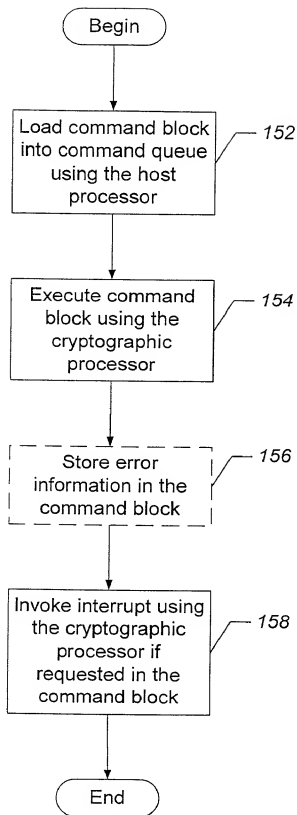 Begin
Load command block
into command queue
using the host
processor
152
Execute command
block using the
cryptographic
processor
154
Store error
information in the
command block
156
Invoke interrupt using
the cryptographic
processor if
requested in the
command block
158
End